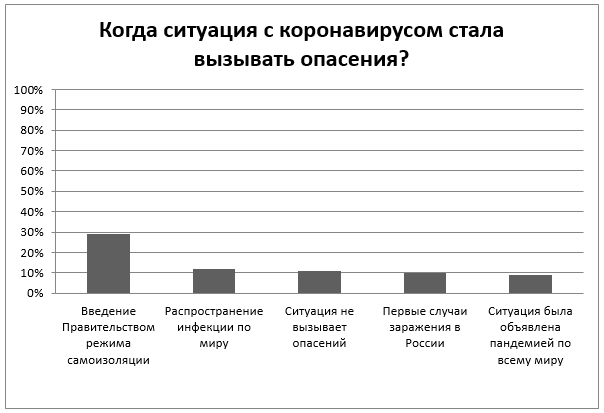 Когда ситуация с коронавирусом стала
вызывать опасения?
100%
90%
80%
70%
60%
50%
40%
30%
20%
10%
0%
Введение
Правительством
режима
самоизоляции
Распространение
инфекции по
миру
Ситуация не
вызывает
опасений
Первые случаи
заражения в
России
Ситуация была
объявлена
пандемией по
всему миру